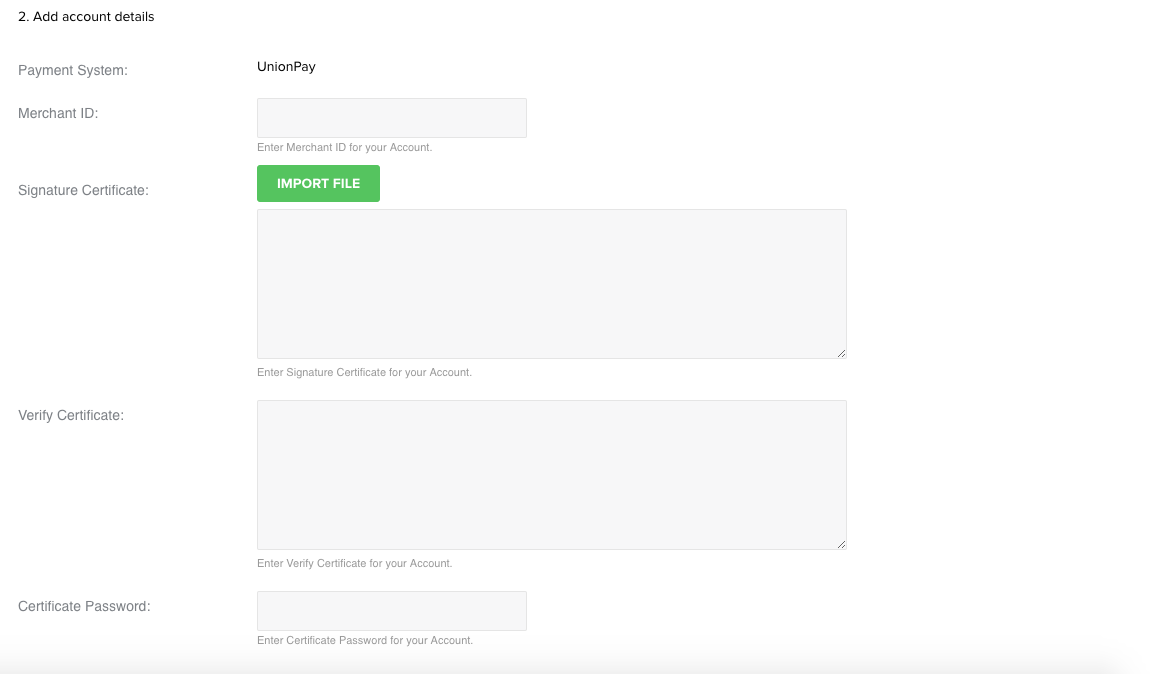 2. Add account details
Payment System:
UnionPay
Merchant ID:
Enter Merchant ID for your Account.
Signature Certificate:
IMPORT FILE
Enter Signature Certificate for your Account.
Verify Certificate:
Enter Verify Certificate for your Account.
Certificate Password:
Enter Certificate Password for your Account.